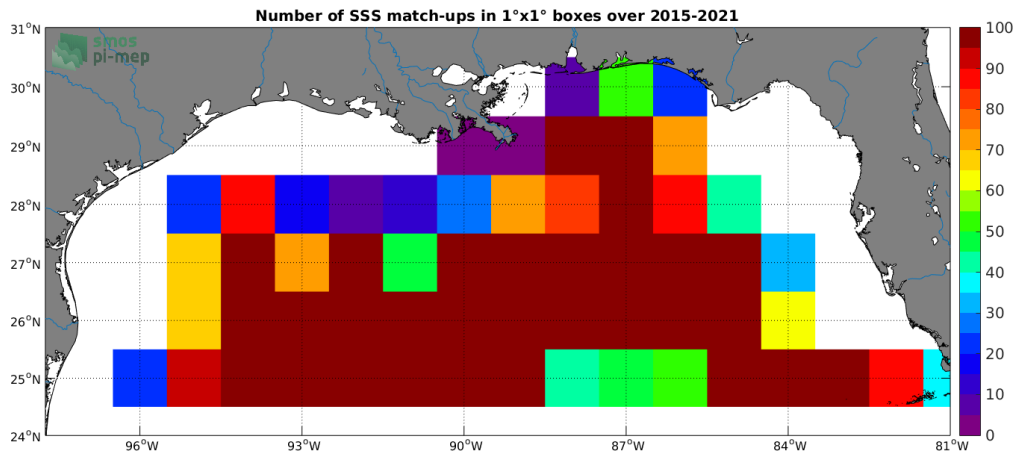 Number of SSS match-ups in 1°x1° boxes over 2015-2021
smos
pi-mep
31°N
30°N
29°N
28°N
27°N
26°N
25°N
24°N
96°W
93°W
90°W
87°W
84°W
81°W
100
90
80
70
60
50
40
30
20
10
0